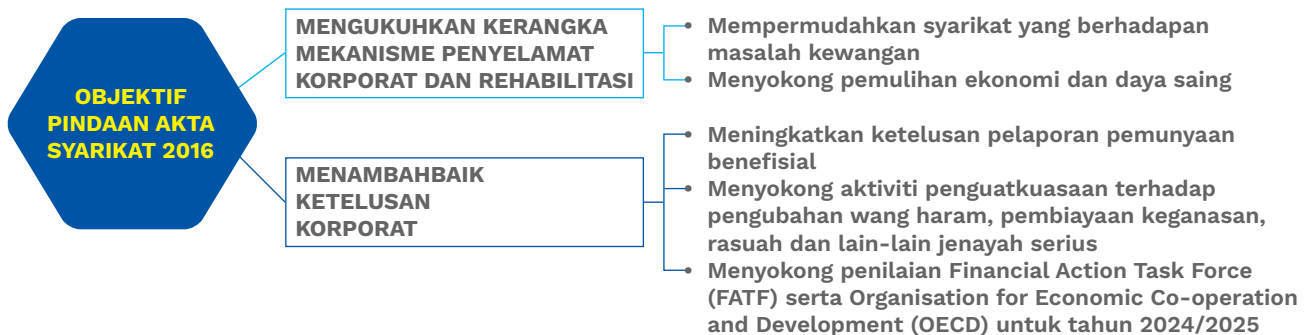 OBJEKTIF
PINDAAN AKTA
SYARIKAT 2016
MENGUKUHKAN KERANGKA
MEKANISME PENYELAMAT
KORPORAT DAN REHABILITASI
• Mempermudahkan syarikat yang berhadapan
masalah kewangan
• Menyokong pemulihan ekonomi dan daya saing
MENAMBAHBAIK
KETELUSAN
KORPORAT
• Meningkatkan ketelusan pelaporan pemunyaan
benefisial
• Menyokong aktiviti penguatkuasaan terhadap
pengubahan wang haram, pembiayaan keganasan,
rasuah dan lain-lain jenayah serius
• Menyokong penilaian Financial Action Task Force
(FATF) serta Organisation for Economic Co-operation
and Development (OECD) untuk tahun 2024/2025